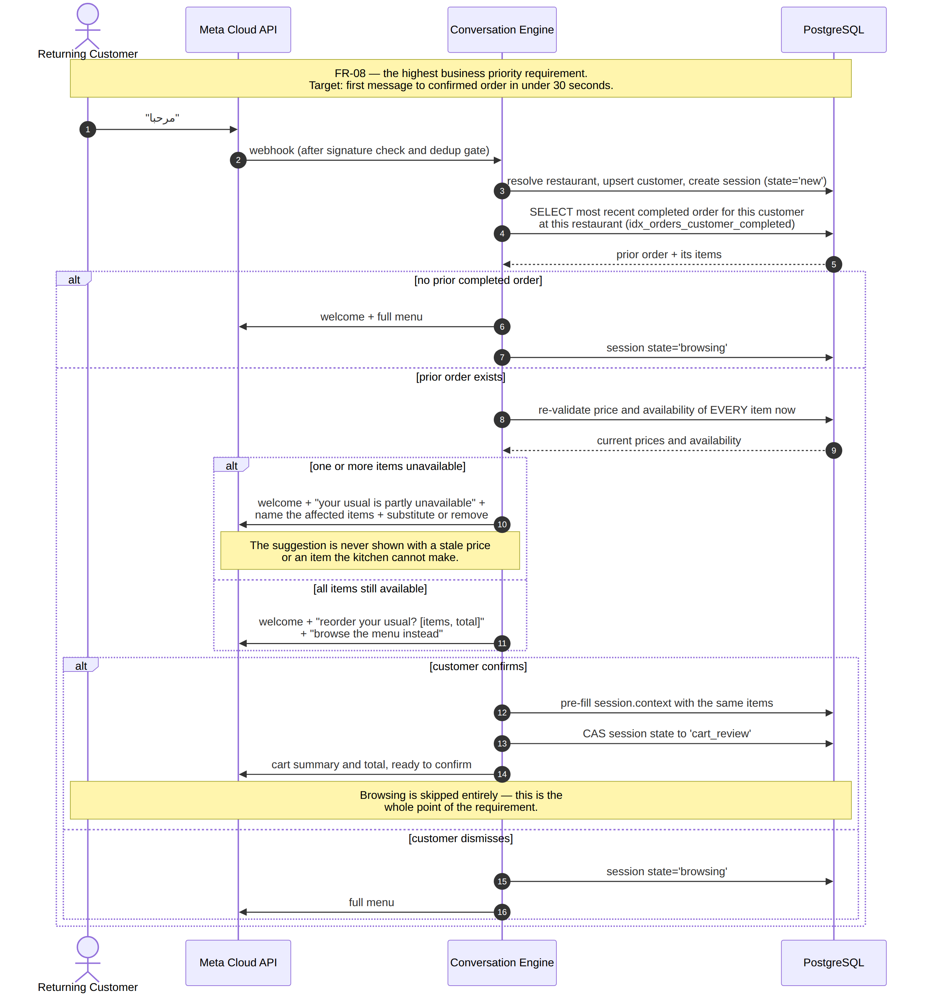 Returning Customer
Meta Cloud API
Conversation Engine
PostgreSQL
FR-08 — the highest business priority requirement.
Target: first message to confirmed order in under 30 seconds.
"مرحبا"
1
webhook (after signature check and dedup gate)
2
resolve restaurant, upsert customer, create session (state='new')
3
SELECT most recent completed order for this customer
at this restaurant (idx_orders_customer_completed)
4
prior order + its items
5
alt
[no prior completed order]
welcome + full menu
6
session state='browsing'
7
[prior order exists]
re-validate price and availability of EVERY item now
8
current prices and availability
9
alt
[one or more items unavailable]
welcome + "your usual is partly unavailable" +
name the affected items + substitute or remove
10
The suggestion is never shown with a stale price
or an item the kitchen cannot make.
[all items still available]
welcome + "reorder your usual? [items, total]"
+ "browse the menu instead"
11
alt
[customer confirms]
pre-fill session.context with the same items
12
CAS session state to 'cart_review'
13
cart summary and total, ready to confirm
14
Browsing is skipped entirely — this is the
whole point of the requirement.
[customer dismisses]
session state='browsing'
15
full menu
16
Returning Customer
Meta Cloud API
Conversation Engine
PostgreSQL